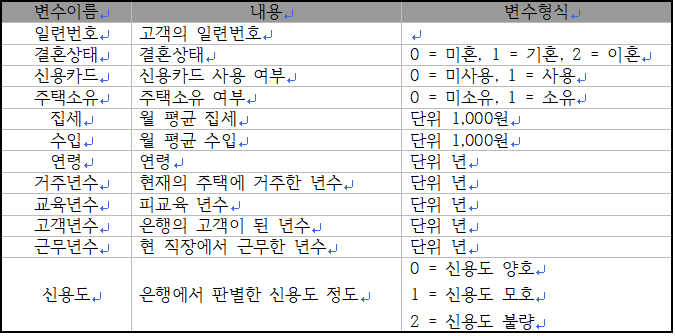 변수이름 내용 변수형식
일련번호 고객의 일련번호
결혼상태 결혼상태 0 = 미혼, 1 = 기혼, 2 = 이혼
신용카드 신용카드 사용 여부 0 = 미사용, 1 = 사용
주택소유 주택소유 여부 0 = 미소유, 1 = 소유
집세 월 평균 집세 단위 1,000원
수입 월 평균 수입 단위 1,000원
연령 연령 단위 년
거주년수 현재의 주택에 거주한 년수 단위 년
교육년수 피교육 년수 단위 년
고객년수 은행의 고객이 된 년수 단위 년
근무년수 현 직장에서 근무한 년수 단위 년
신용도 은행에서 판별한 신용도 정도 0 = 신용도 양호
1 = 신용도 모호
2 = 신용도 불량